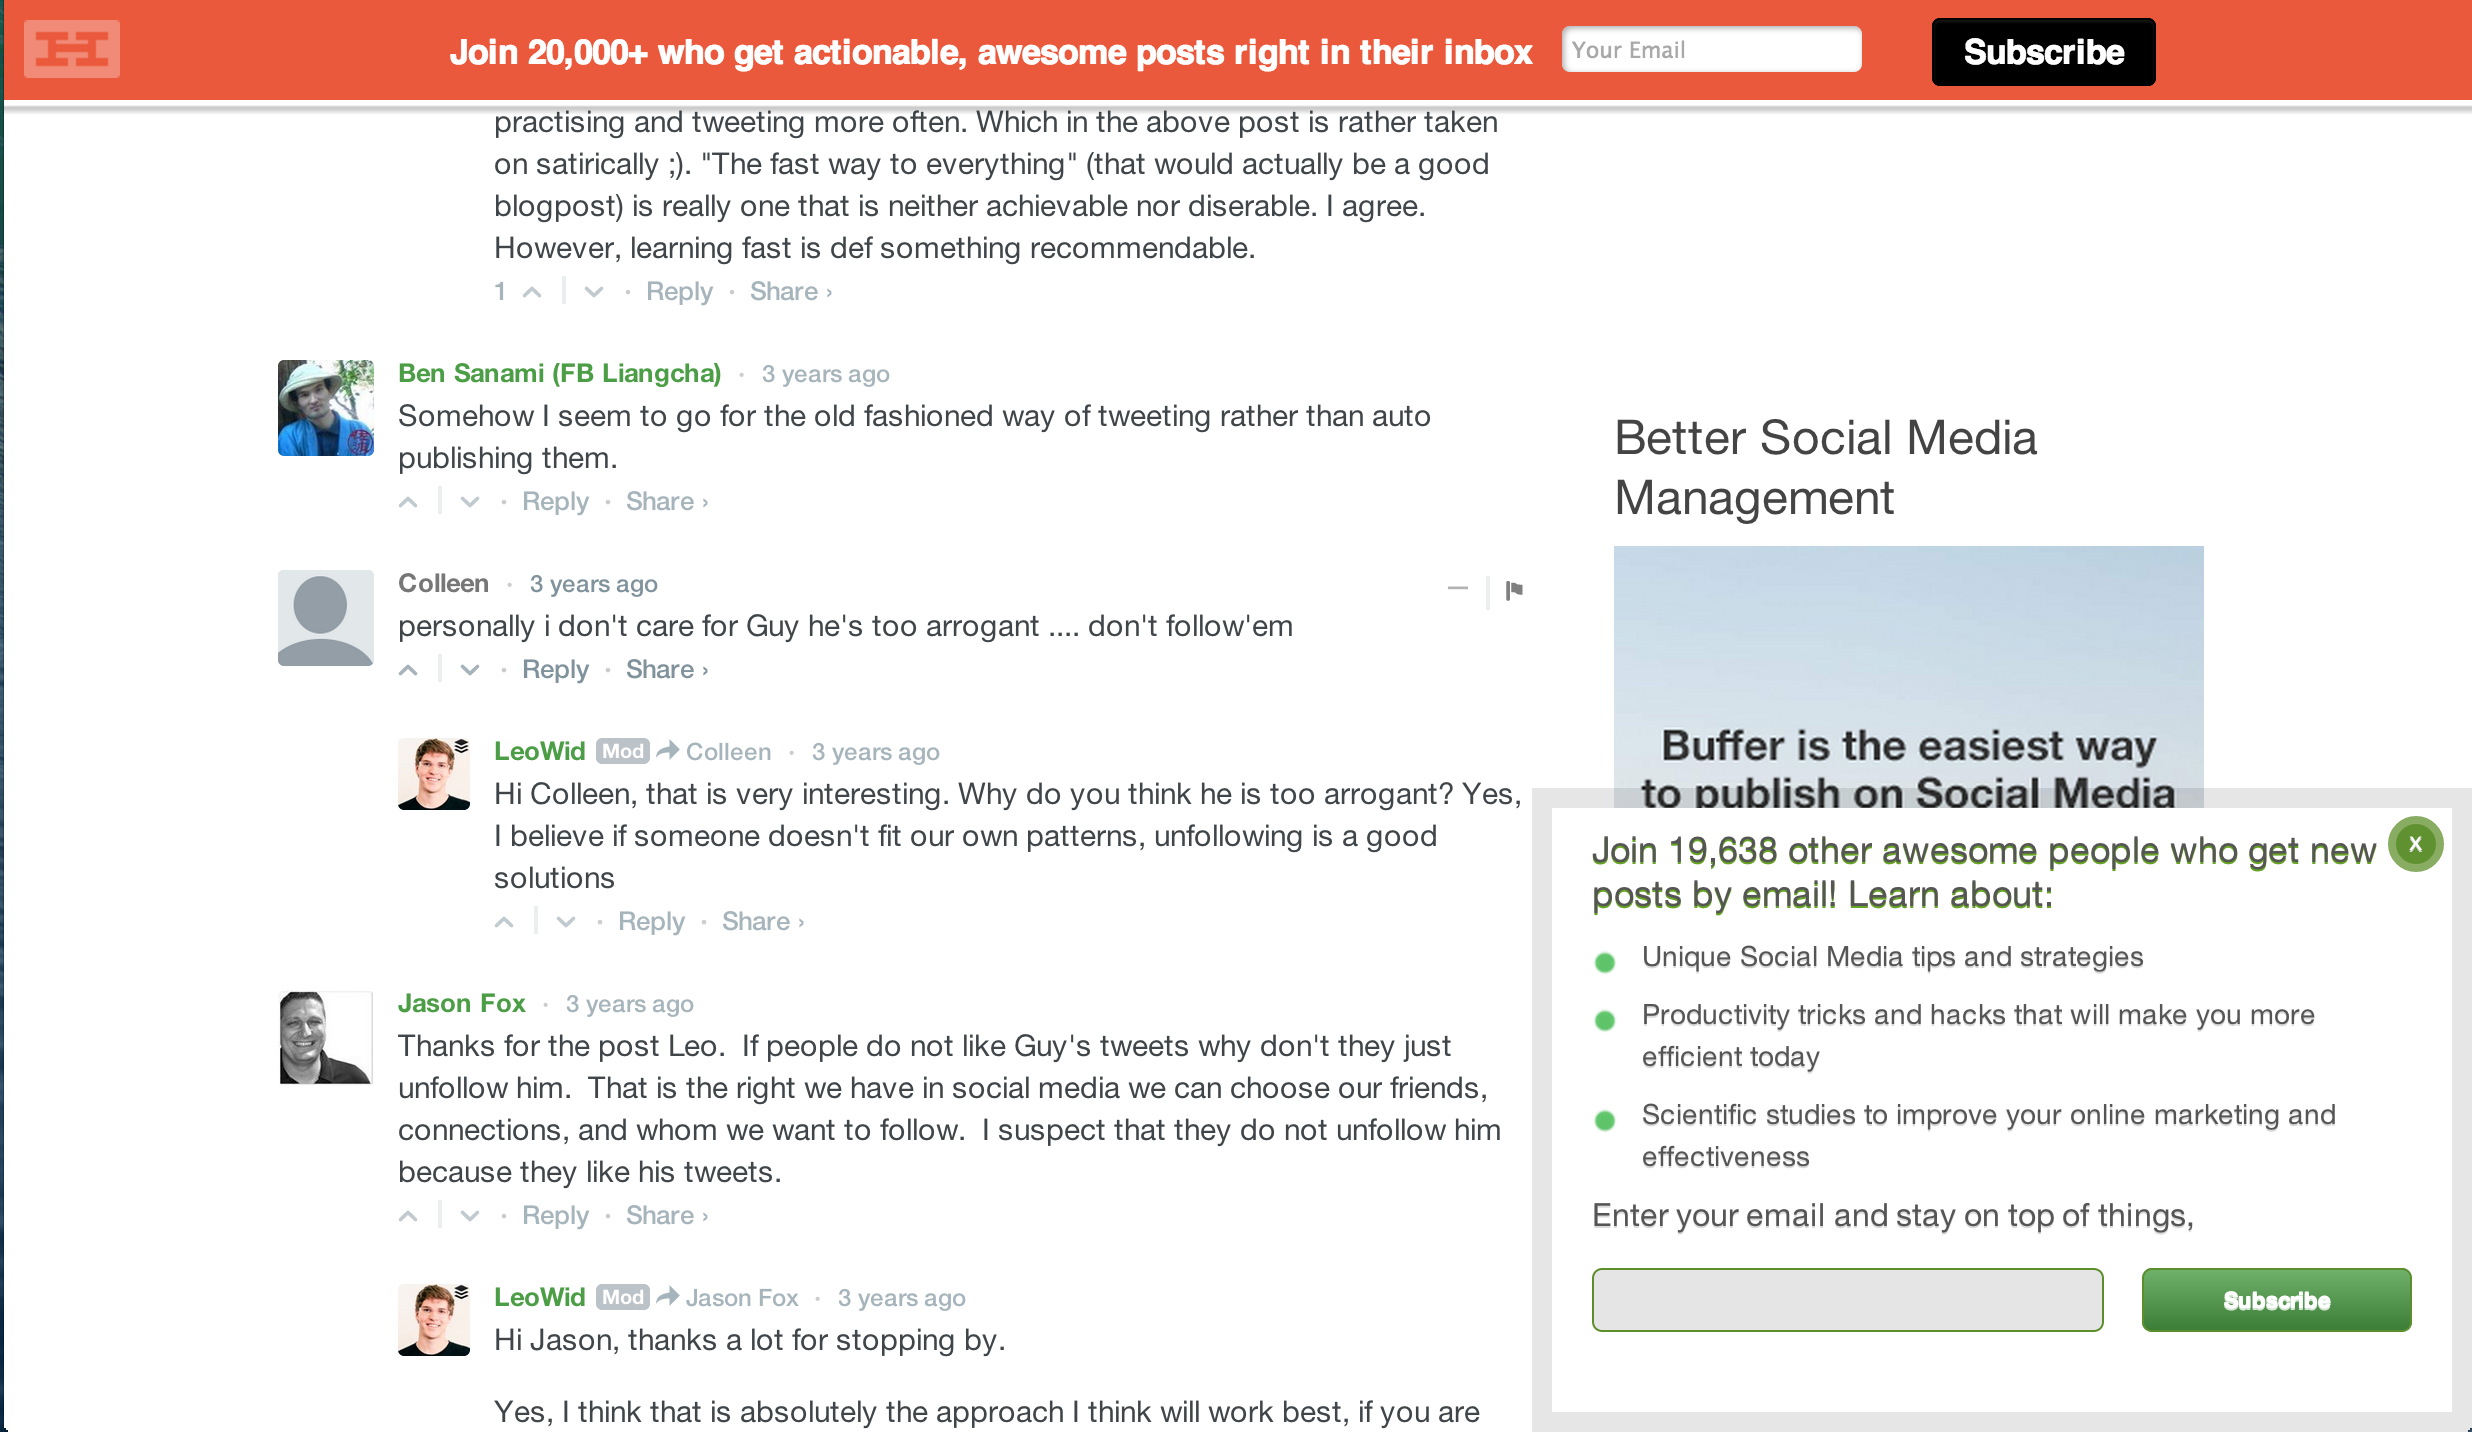 Join 20,000+ who get actionable, awesome posts right in their inbox
Your Email
Subscribe
practising and tweeting more often. Which in the above post is rather taken
on satirically ;). "The fast way to everything" (that would actually be a good
blogpost) is really one that is neither achievable nor diserable. I agree.
However, learning fast is def something recommendable.
1 · Reply · Share ›
Ben Sanami (FB Liangcha) · 3 years ago
Somehow I seem to go for the old fashioned way of tweeting rather than auto
publishing them.
· Reply · Share ›
Colleen · 3 years ago
personally i don't care for Guy he's too arrogant .... don't follow'em
· Reply · Share ›
LeoWid Mod Colleen · 3 years ago
Hi Colleen, that is very interesting. Why do you think he is too arrogant? Yes,
I believe if someone doesn't fit our own patterns, unfollowing is a good
solutions
· Reply · Share ›
Jason Fox · 3 years ago
Thanks for the post Leo.  If people do not like Guy's tweets why don't they just
unfollow him.  That is the right we have in social media we can choose our friends,
connections, and whom we want to follow.  I suspect that they do not unfollow him
because they like his tweets.
· Reply · Share ›
LeoWid Mod Jason Fox · 3 years ago
Hi Jason, thanks a lot for stopping by.
Yes, I think that is absolutely the approach I think will work best, if you are
Better Social Media
Management
Buffer is the easiest way
to publish on Social Media
Join 19,638 other awesome people who get new
posts by email! Learn about:
X
Unique Social Media tips and strategies
Productivity tricks and hacks that will make you more
efficient today
Scientific studies to improve your online marketing and
effectiveness
Enter your email and stay on top of things,
Subscribe